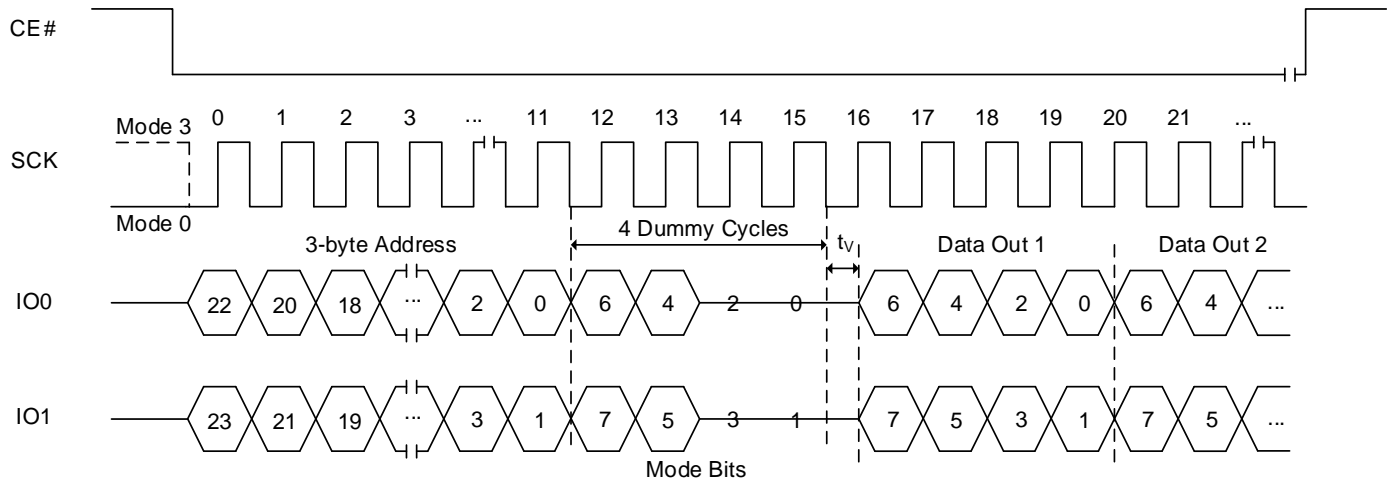 CE#
Mode 3 0 1 2 3 ... 11 12 13 14 15 16 17 18 19 20 21 ...
SCK
Mode 0
3-byte Address 4 Dummy Cycles tV Data Out 1 Data Out 2
IO0 22 20 18 ... 2 0 6 4 2 0 6 4 2 0 6 4 ...
IO1 23 21 19 ... 3 1 7 5 3 1 7 5 3 1 7 5 ...
Mode Bits